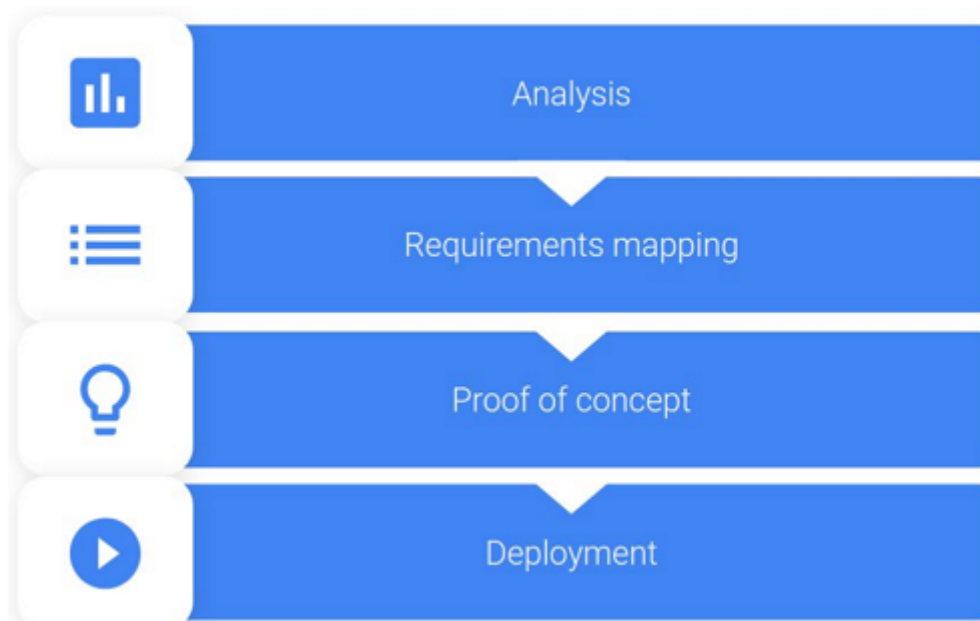 Analysis
Requirements mapping
Proof of concept
Deployment